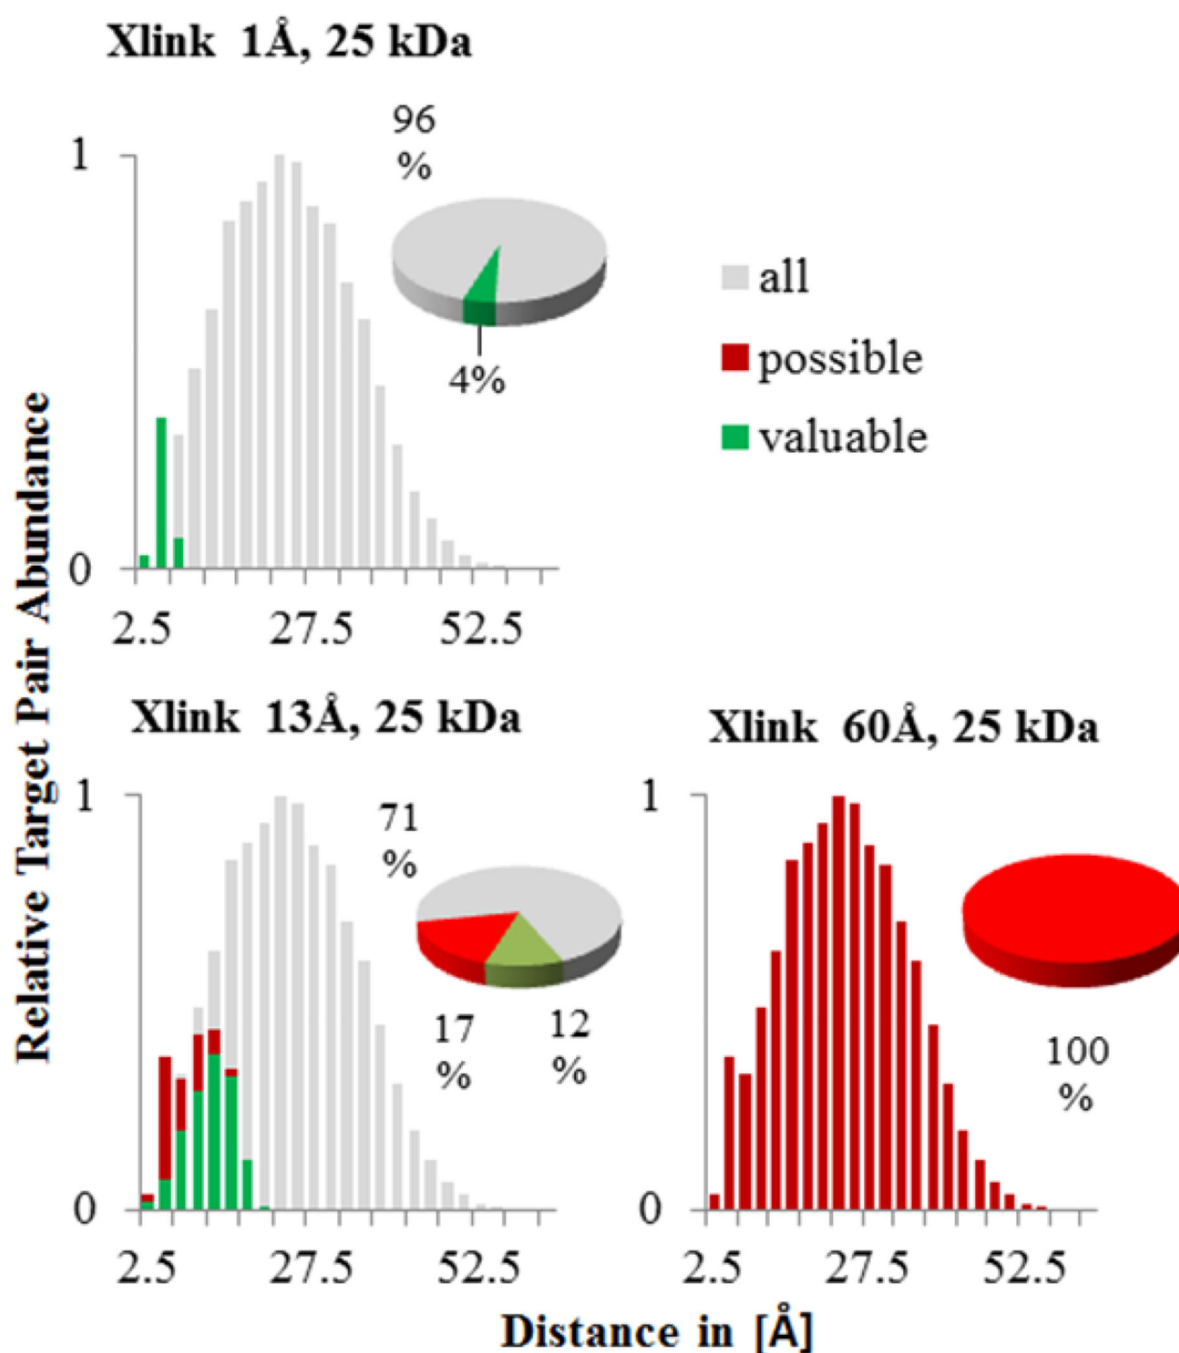 Xlink 1Å, 25 kDa
96
%
1
all
possible
valuable
4%
0
2.5 27.5 52.5
Relative Target Pair Abundance
Xlink 13Å, 25 kDa
1
71
%
17
%
12
%
0
2.5 27.5 52.5
Xlink 60Å, 25 kDa
1
100
%
0
2.5 27.5 52.5
Distance in [Å]